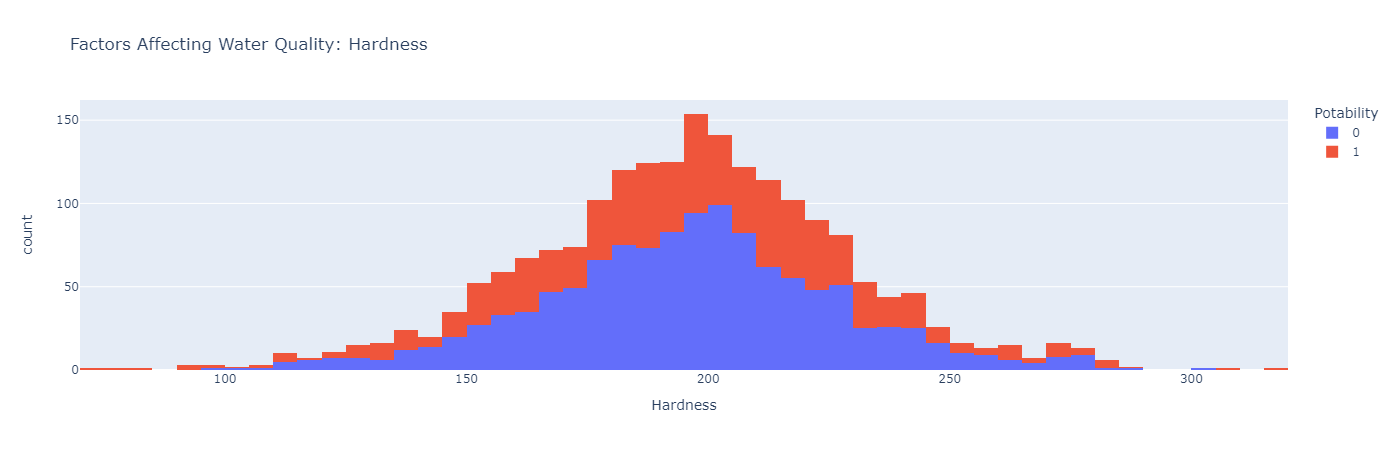 Factors Affecting Water Quality: Hardness
Potability
0
1
150
100
50
0
count
100
150
200
250
300
Hardness